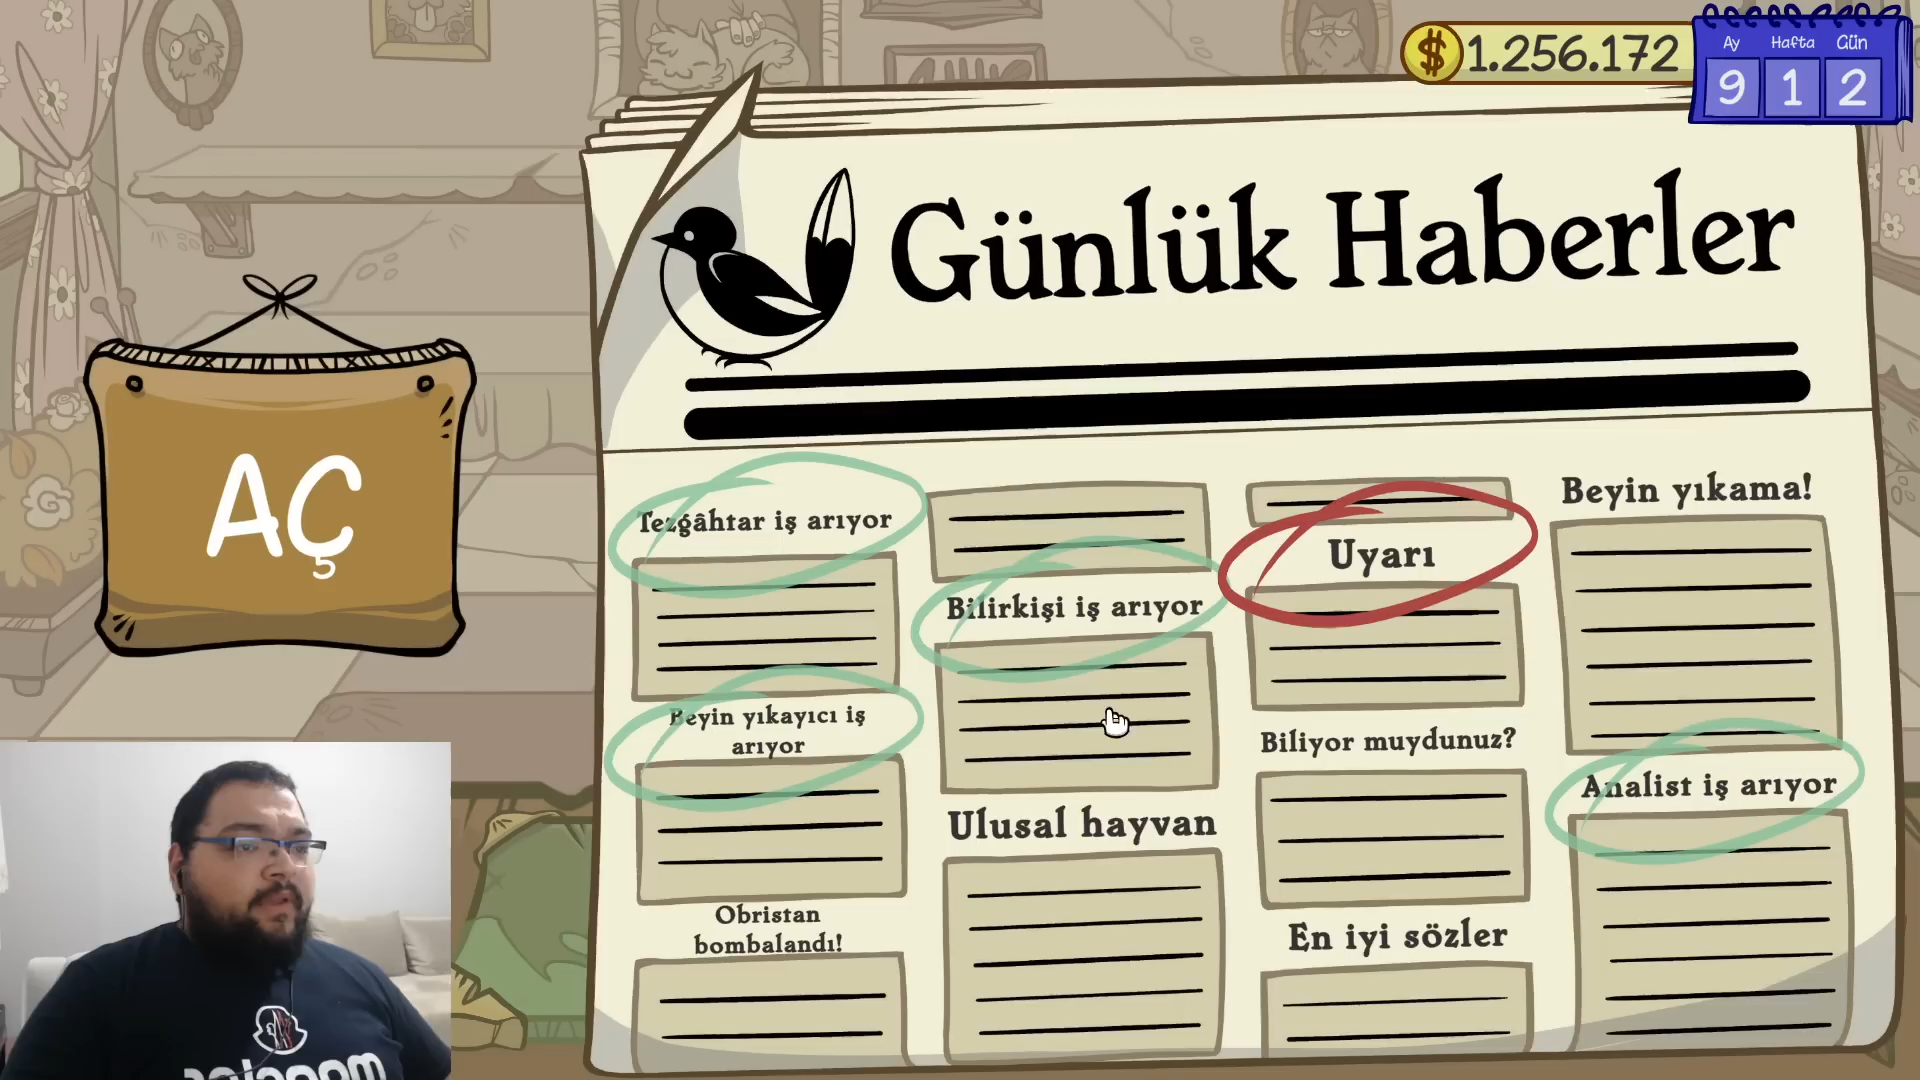 $ 1.256.172
Ay Hafta Gün
9 1 2
Günlük Haberler
AÇ
Tezgâhtar iş arıyor
Beyin yıkayıcı iş
arıyor
Obristan
bombalandı!
Bilirkişi iş arıyor
Ulusal hayvan
Uyarı
Biliyor muydunuz?
En iyi sözler
Beyin yıkama!
Analist iş arıyor